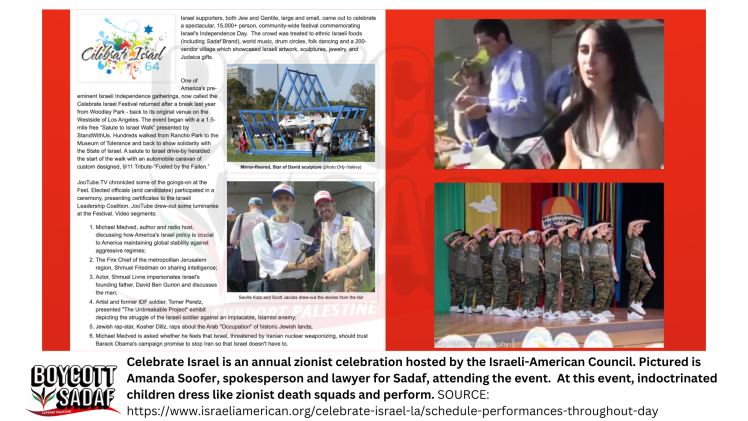 Celebrate Israel
64
Israel supporters, both Jew and Gentile, large and small, came out to celebrate
a spectacular, 15,000+ person, community-wide festival commemorating
Israel's Independence Day. The crowd was treated to ethnic Israeli foods
(including Sadaf Brand), world music, drum circles, folk dancing and a 200-
vendor village which showcased Israeli artwork, sculptures, jewelry, and
Judaica gifts.
One of
America's pre-
eminent Israeli Independence gatherings, now called the
Celebrate Israel Festival returned after a break last year
from Woodley Park - back to its original venue on the
Westside of Los Angeles. The event began with a a 1.5-
mile free "Salute to Israel Walk" presented by
StandWithUs. Hundreds walked from Rancho Park to the
Museum of Tolerance and back to show solidarity with
the State of Israel. A salute to Israel drive-by heralded
the start of the walk with an automobile caravan of
custom designed, 9/11 Tribute-"Fueled by the Fallen."
Mirror-floored, Star of David sculpture (photo:Orly Halevy)
JooTube.TV chronicled some of the goings-on at the
Fest. Elected officials (and candidates) participated in a
ceremony, presenting certificates to the Israeli
Leadership Coalition. JooTube drew-out some luminaries
at the Festival. Video segments:
1. Michael Medved, author and radio host,
discussing how America's Israel policy is crucial
to America maintaining global stability against
aggressive regimes;
2. The Fire Chief of the metropolitan Jerusalem
region, Shmuel Friedman on sharing intelligence;
3. Actor, Shmuel Livne impersonates Israel's
founding father, David Ben Gurion and discusses
the man;
4. Artist and former IDF soldier, Tomer Peretz,
presented "The Unbreakable Project" exhibit
depicting the struggle of the Israeli soldier against an implacable, Islamist enemy;
5. Jewish rap-star, Kosher Dillz, raps about the Arab "Occupation" of historic Jewish lands;
6. Michael Medved is asked whether he feels that Israel, threatened by Iranian nuclear weaponizing, should trust
Barack Obama's campaign promise to stop Iran so that Israel doesn't have to.
Saville Katz and Scott Jacobs drew-out the stories from the fair
SUPPORT PALESTINE
BOYCOTT
SADAF
SUPPORT PALESTINE
Celebrate Israel is an annual zionist celebration hosted by the Israeli-American Council. Pictured is
Amanda Soofer, spokesperson and lawyer for Sadaf, attending the event. At this event, indoctrinated
children dress like zionist death squads and perform. SOURCE:
https://www.israeliamerican.org/celebrate-israel-la/schedule-performances-throughout-day